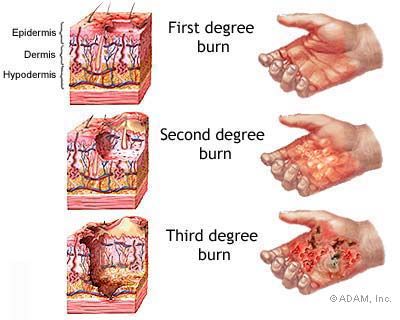 Epidermis
Dermis
Hypodermis
First degree
burn
Second degree
burn
Third degree
burn
©ADAM, Inc.